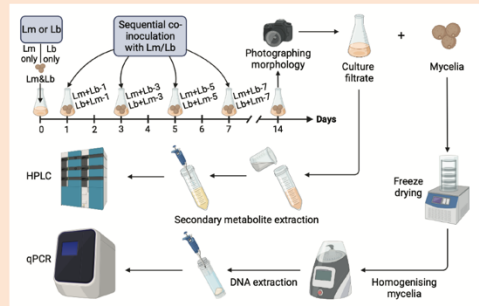 Lm or Lb
Lm only
Lb only
Lm&Lb
Sequential co-
inoculation with Lm/Lb
Lm+Lb-1
Lb+Lm-1
Lm+Lb-3
Lb+Lm-3
Lm+Lb-5
Lb+Lm-5
Lm+Lb-7
Lb+Lm-7
0 1 2 3 4 5 6 7 14 Days
Photographing
morphology
Culture
filtrate
+
Mycelia
HPLC
Secondary metabolite extraction
Freeze
drying
qPCR
DNA extraction
Homogenising
mycelia